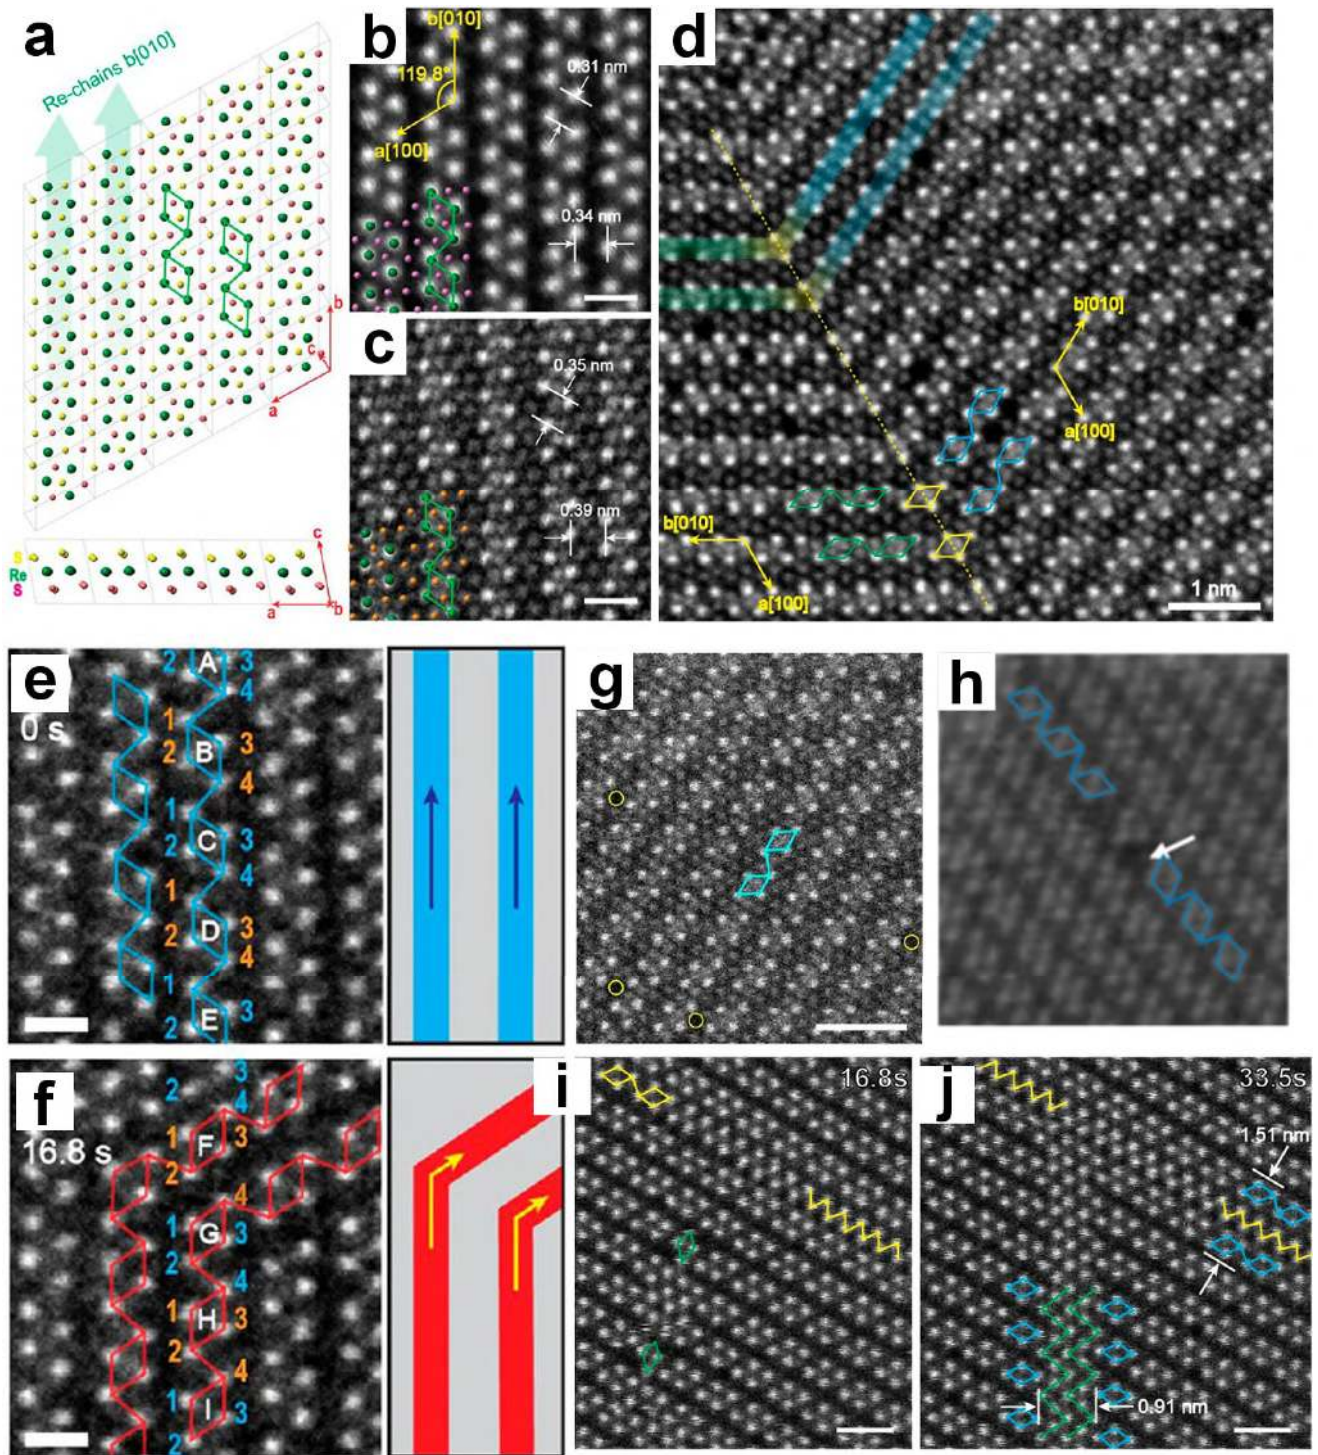 a
Re-chains b[010]
b
c
a
S
Re
S
c
a
b
b
b[010]
119.8°
a[100]
0.31 nm
0.34 nm
c
0.35 nm
0.39 nm
d
b[010]
a[100]
b[010]
a[100]
1 nm
e
0 s
2 A 3
4
1
2 B 3
4
1
2 C 3
4
1
2 D 3
4
1
2 E 3
f
16.8 s
2 3
4
1 F 3
2
4
1 G 3
2
4
1 H 3
2
4
1 I 3
2
g
h
i
16.8s
j
33.5s
1.51 nm
0.91 nm